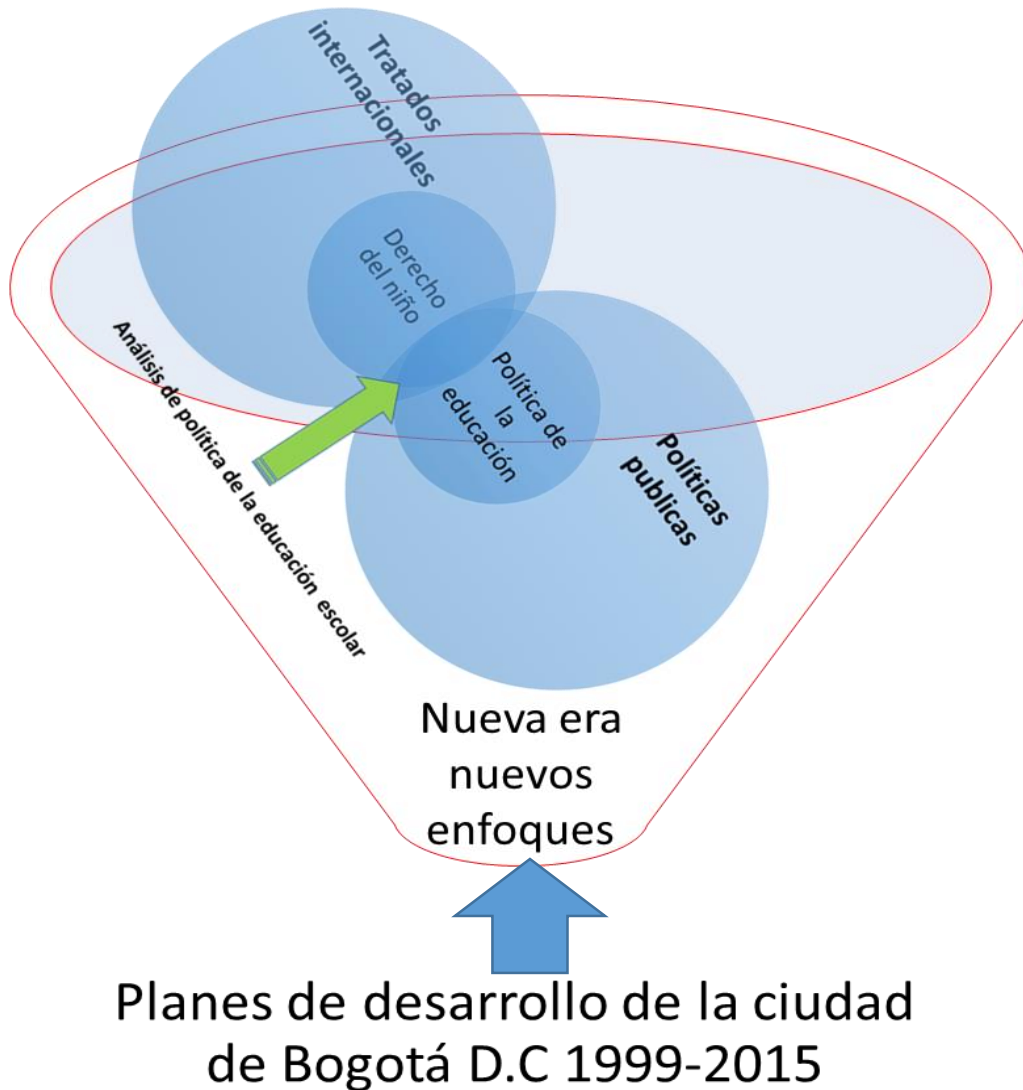 Tratados
internacionales
Derecho
del niño
Política de
la
educación
Políticas
publicas
Análisis de política de la educación escolar
Nueva era
nuevos
enfoques
Planes de desarrollo de la ciudad
de Bogotá D.C 1999-2015